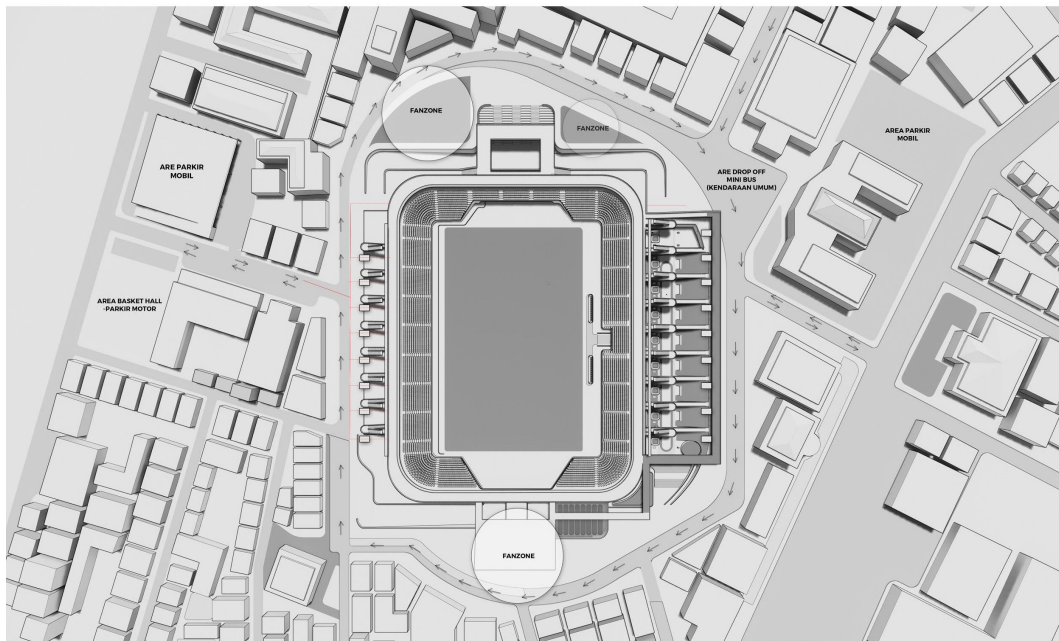 FANZONE
FANZONE
AREA PARKIR
MOBIL
ARE PARKIR
MOBIL
ARE DROP OFF
MINI BUS
(KENDARAAN UMUM)
AREA BASKET HALL
-PARKIR MOTOR
FANZONE